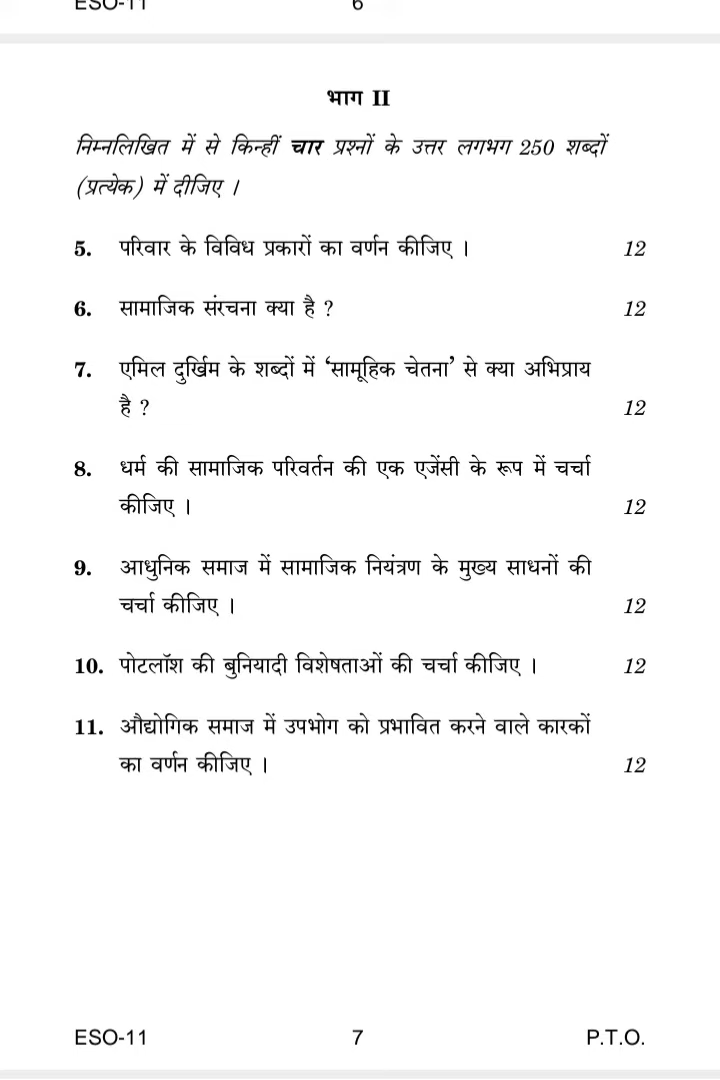 ESO-11 6
भाग II
निम्नलिखित में से किन्हीं चार प्रश्नों के उत्तर लगभग 250 शब्दों
(प्रत्येक) में दीजिए ।
5. परिवार के विविध प्रकारों का वर्णन कीजिए । 12
6. सामाजिक संरचना क्या है ? 12
7. एमिल दुर्खिम के शब्दों में ‘सामूहिक चेतना’ से क्या अभिप्राय
है ? 12
8. धर्म की सामाजिक परिवर्तन की एक एजेंसी के रूप में चर्चा
कीजिए । 12
9. आधुनिक समाज में सामाजिक नियंत्रण के मुख्य साधनों की
चर्चा कीजिए । 12
10. पोटलॉश की बुनियादी विशेषताओं की चर्चा कीजिए । 12
11. औद्योगिक समाज में उपभोग को प्रभावित करने वाले कारकों
का वर्णन कीजिए । 12
ESO-11 7 P.T.O.